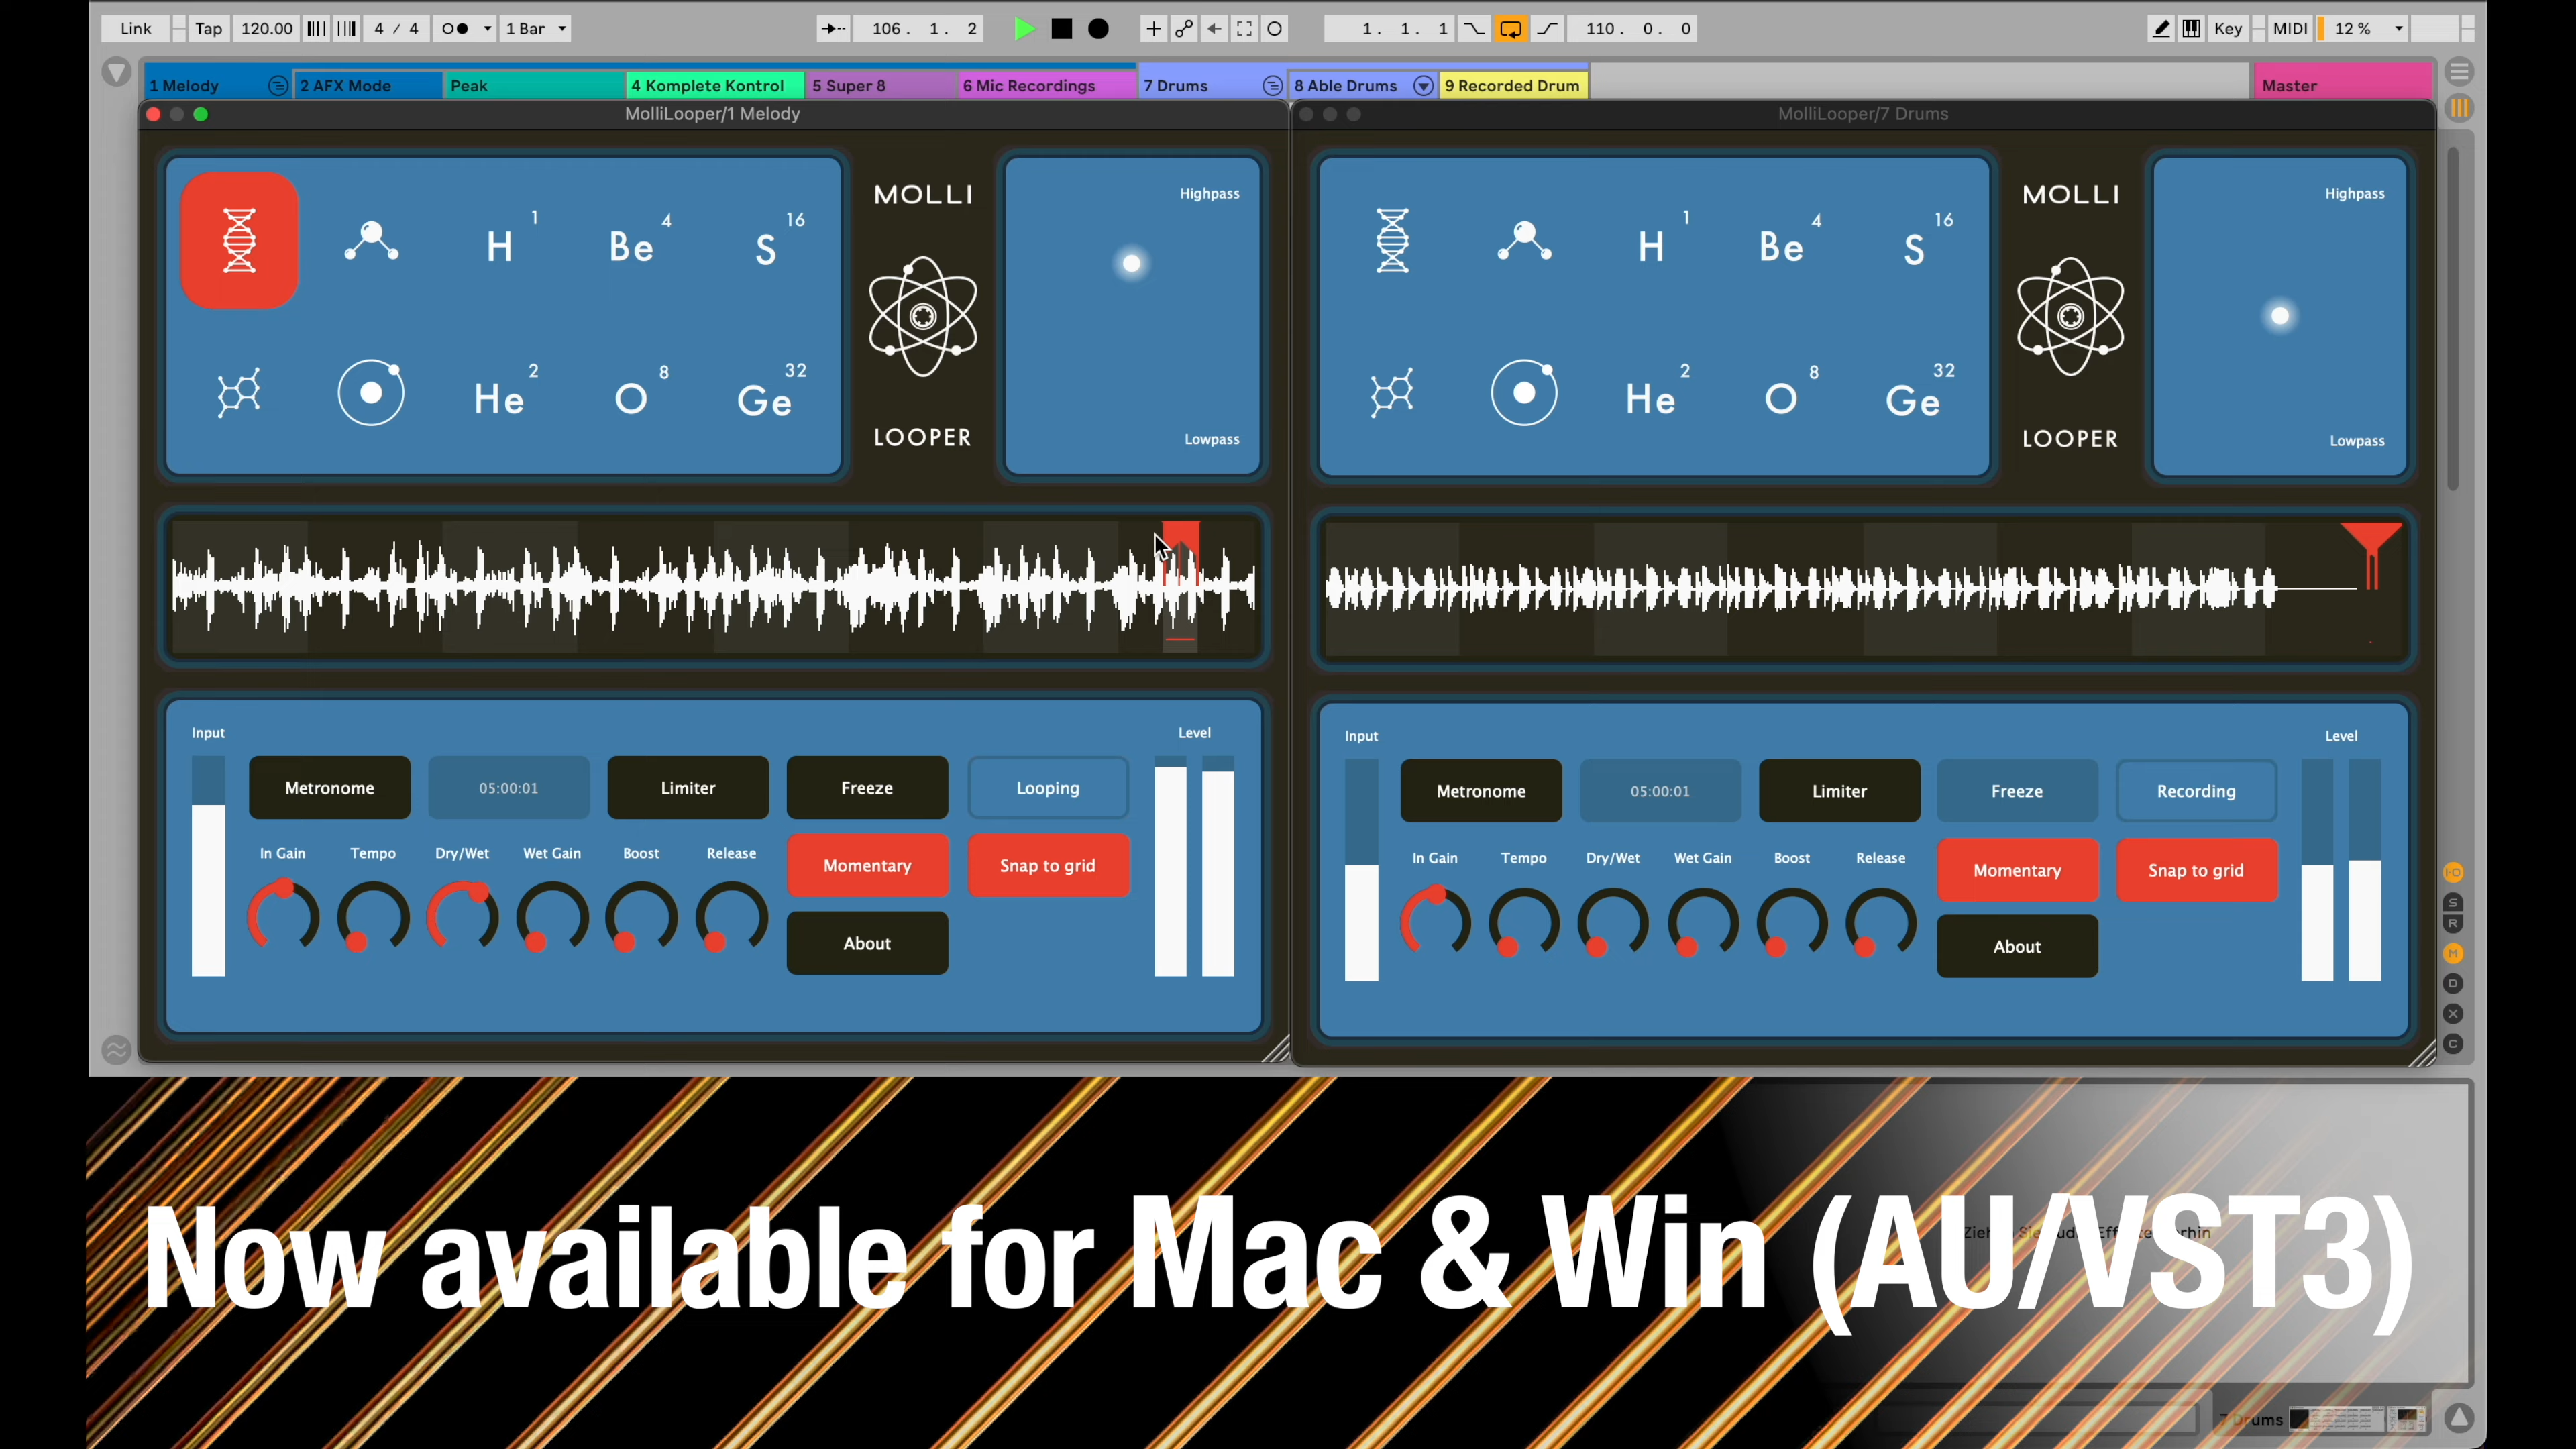 Link Tap 120.00 4 / 4 1 Bar 106. 1. 2 1. 1. 1 110. 0. 0 Key MIDI 12 %
1 Melody 2 AFX Mode Peak 4 Komplete Kontrol 5 Super 8 6 Mic Recordings 7 Drums 8 Able Drums 9 Recorded Drum Master
MolliLooper/1 Melody
MOLLI
Highpass
H 1 Be 4 S 16
He 2 O 8 Ge 32
LOOPER
Lowpass
Input
Level
Metronome 05:00:01 Limiter Freeze Looping
In Gain Tempo Dry/Wet Wet Gain Boost Release
Momentary Snap to grid
About
MolliLooper/7 Drums
MOLLI
Highpass
H 1 Be 4 S 16
He 2 O 8 Ge 32
LOOPER
Lowpass
Input
Level
Metronome 05:00:01 Limiter Freeze Recording
In Gain Tempo Dry/Wet Wet Gain Boost Release
Momentary Snap to grid
About
S
R
M
D
X
C
Now available for Mac & Win (AU/VST3)
7 Drums